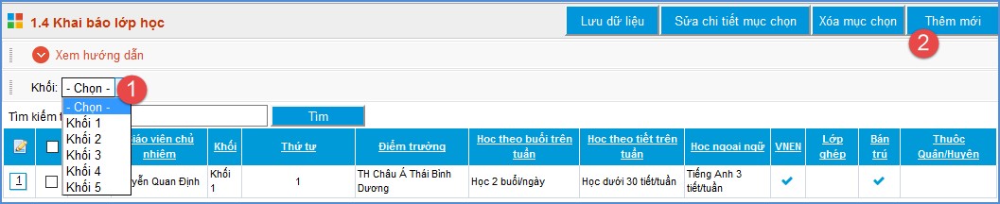 1.4 Khai báo lớp học
Lưu dữ liệu
Sửa chi tiết mục chọn
Xóa mục chọn
Thêm mới
2
Xem hướng dẫn
Khối: - Chọn -
1
- Chọn -
Khối 1
Khối 2
Khối 3
Khối 4
Khối 5
Tìm kiếm
Tìm
Giáo viên chủ
nhiệm
Khối
Thứ tự
Điểm trường
Học theo buổi trên
tuần
Học theo tiết trên
tuần
Học ngoại ngữ
VNEN
Lớp
ghép
Bán
trú
Thuộc
Quận/Huyện
1
Quan Định
Khối
1
1
TH Châu Á Thái Bình
Dương
Học 2 buổi/ngày
Học dưới 30 tiết/tuần
Tiếng Anh 3
tiết/tuần